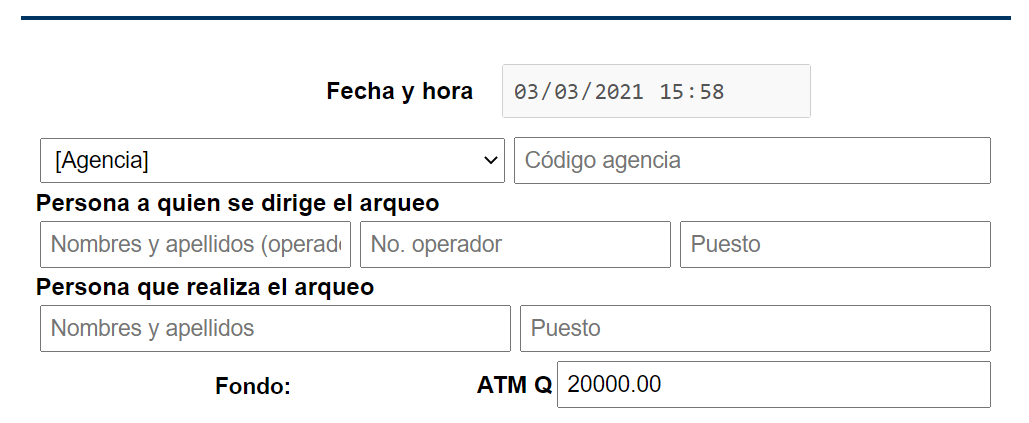 Fecha y hora 03/03/2021 15:58
[Agencia] Código agencia
Persona a quien se dirige el arqueo
Nombres y apellidos (operad No. operador Puesto
Persona que realiza el arqueo
Nombres y apellidos Puesto
Fondo: ATM Q 20000.00